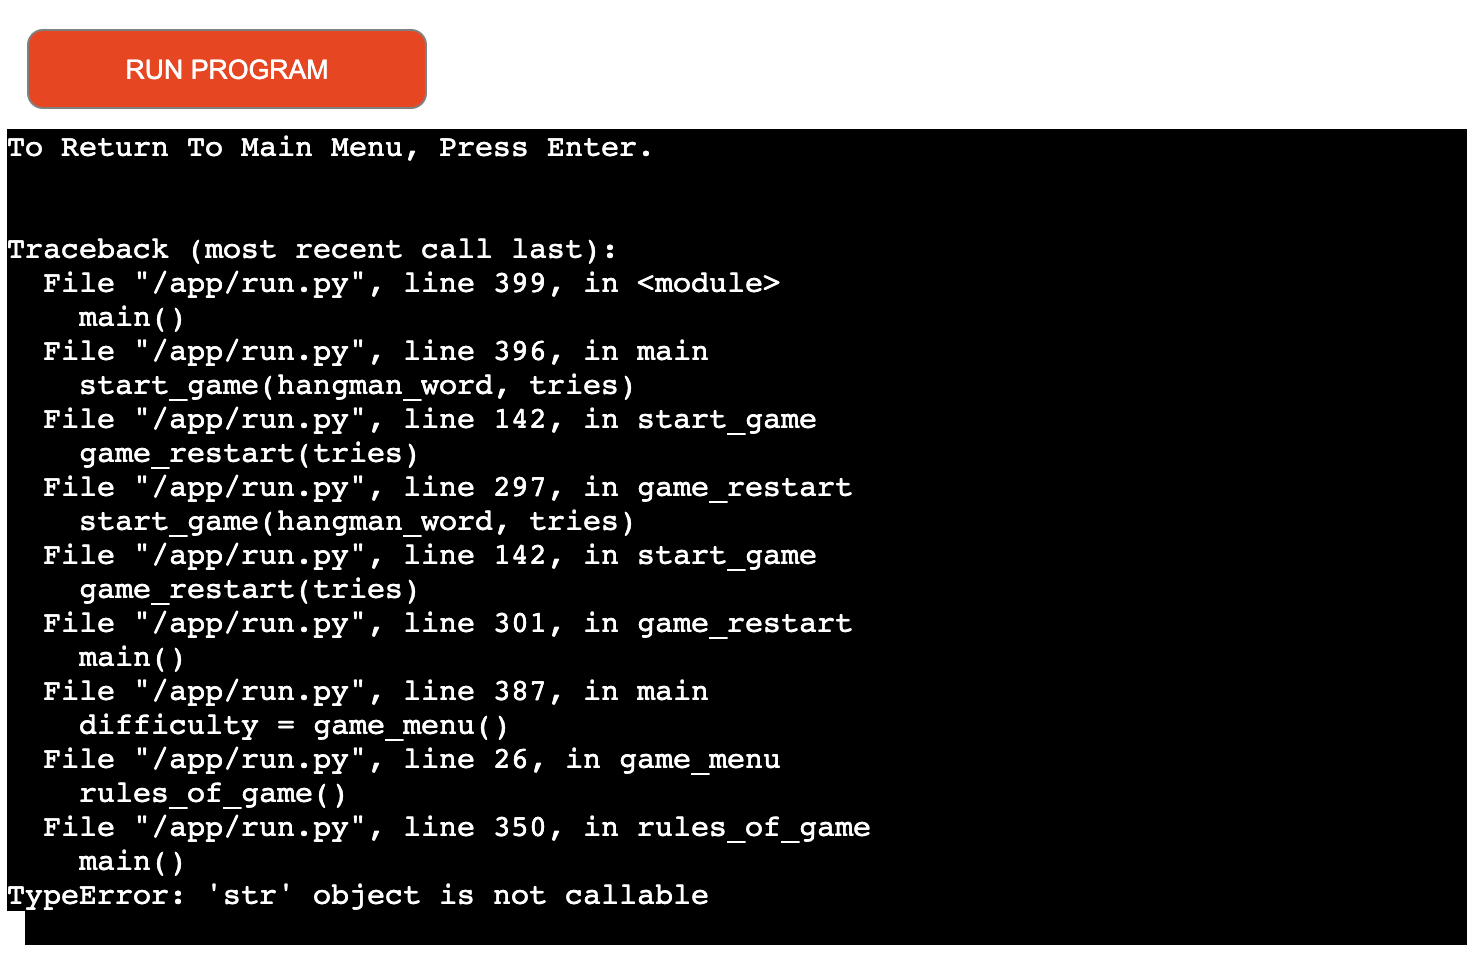 RUN PROGRAM
To Return To Main Menu, Press Enter.
Traceback (most recent call last):
  File "/app/run.py", line 399, in <module>
    main()
  File "/app/run.py", line 396, in main
    start_game(hangman_word, tries)
  File "/app/run.py", line 142, in start_game
    game_restart(tries)
  File "/app/run.py", line 297, in game_restart
    start_game(hangman_word, tries)
  File "/app/run.py", line 142, in start_game
    game_restart(tries)
  File "/app/run.py", line 301, in game_restart
    main()
  File "/app/run.py", line 387, in main
    difficulty = game_menu()
  File "/app/run.py", line 26, in game_menu
    rules_of_game()
  File "/app/run.py", line 350, in rules_of_game
    main()
TypeError: 'str' object is not callable